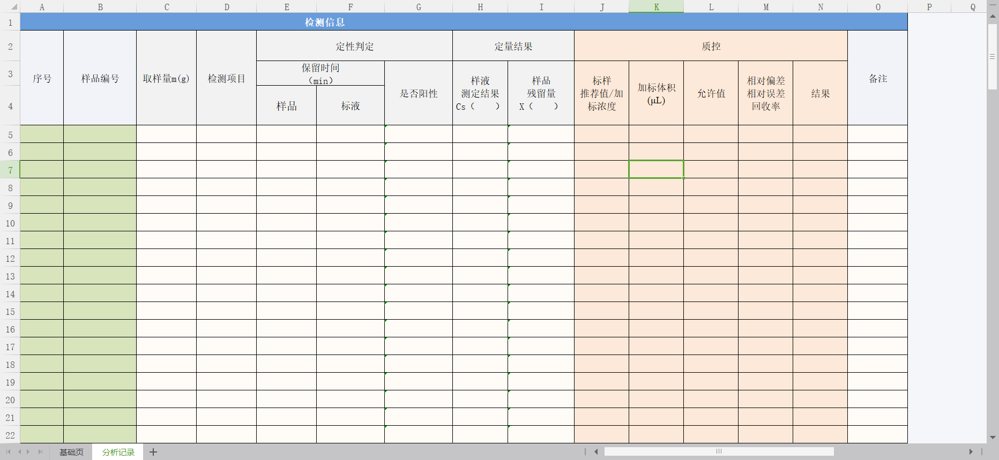 A B C D E F G H I J K L M N O P Q
1 检测信息
2 定性判定 定量结果 质控
3 序号 样品编号 取样量m(g) 检测项目 备注
保留时间
（min）
是否阳性
样液
测定结果
Cs（　　）
样品
残留量
X（　　）
标样
推荐值/加
标浓度
加标体积
(μL)
允许值
相对偏差
相对误差
回收率
结果
4 样品 标液
5
6
7
8
9
10
11
12
13
14
15
16
17
18
19
20
21
22
基础页 分析记录 +